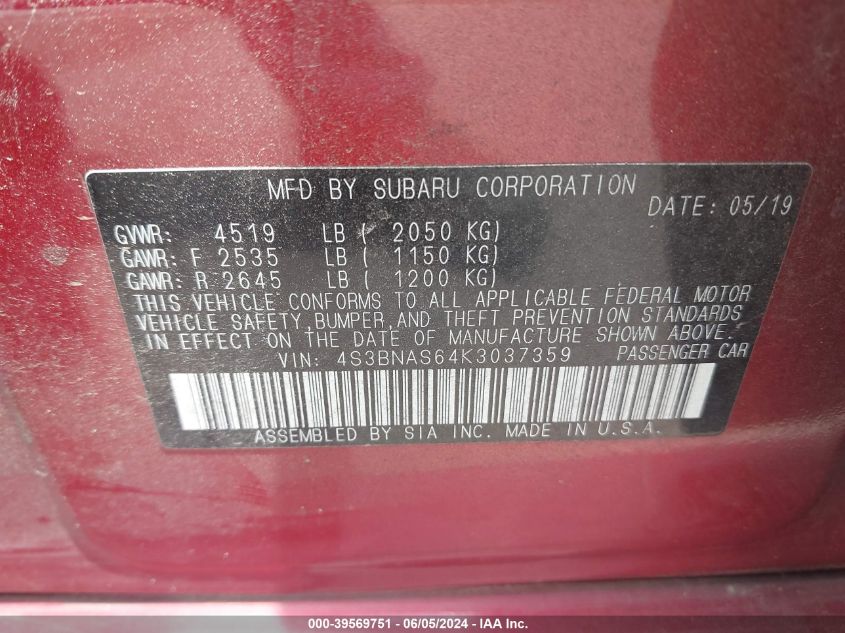 MFD BY SUBARU CORPORATION
DATE: 05/19
GVWR: 4519 LB ( 2050 KG)
GAWR: F 2535 LB ( 1150 KG)
GAWR: R 2645 LB ( 1200 KG)
THIS VEHICLE CONFORMS TO ALL APPLICABLE FEDERAL MOTOR
VEHICLE SAFETY, BUMPER, AND THEFT PREVENTION STANDARDS
IN EFFECT ON THE DATE OF MANUFACTURE SHOWN ABOVE.
VIN: 4S3BNAS64K3037359 PASSENGER CAR
ASSEMBLED BY SIA INC. MADE IN U.S.A.
000-39569751 - 06/05/2024 - IAA Inc.